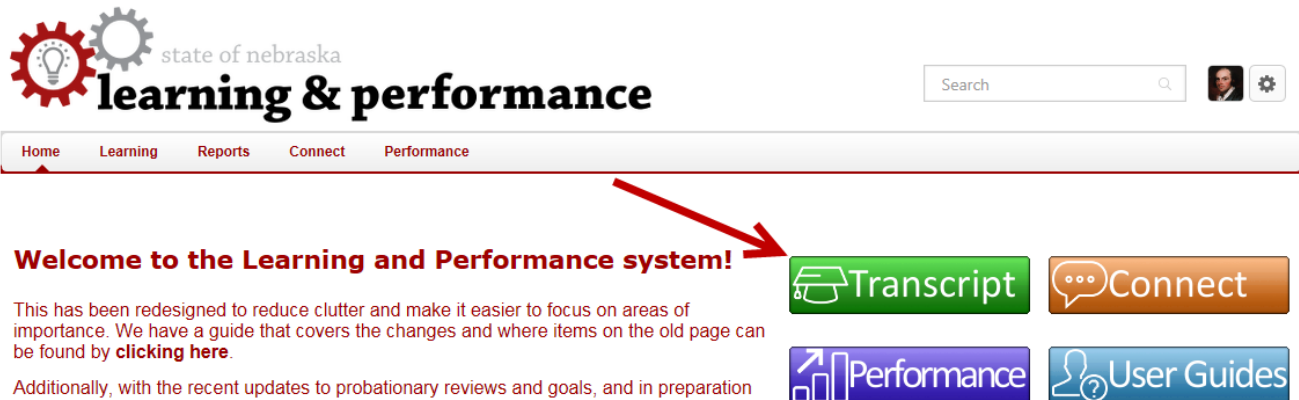 state of nebraska
learning & performance
Search
Home Learning Reports Connect Performance
Welcome to the Learning and Performance system!
This has been redesigned to reduce clutter and make it easier to focus on areas of
importance. We have a guide that covers the changes and where items on the old page can
be found by clicking here.
Additionally, with the recent updates to probationary reviews and goals, and in preparation
Transcript
Connect
Performance
User Guides